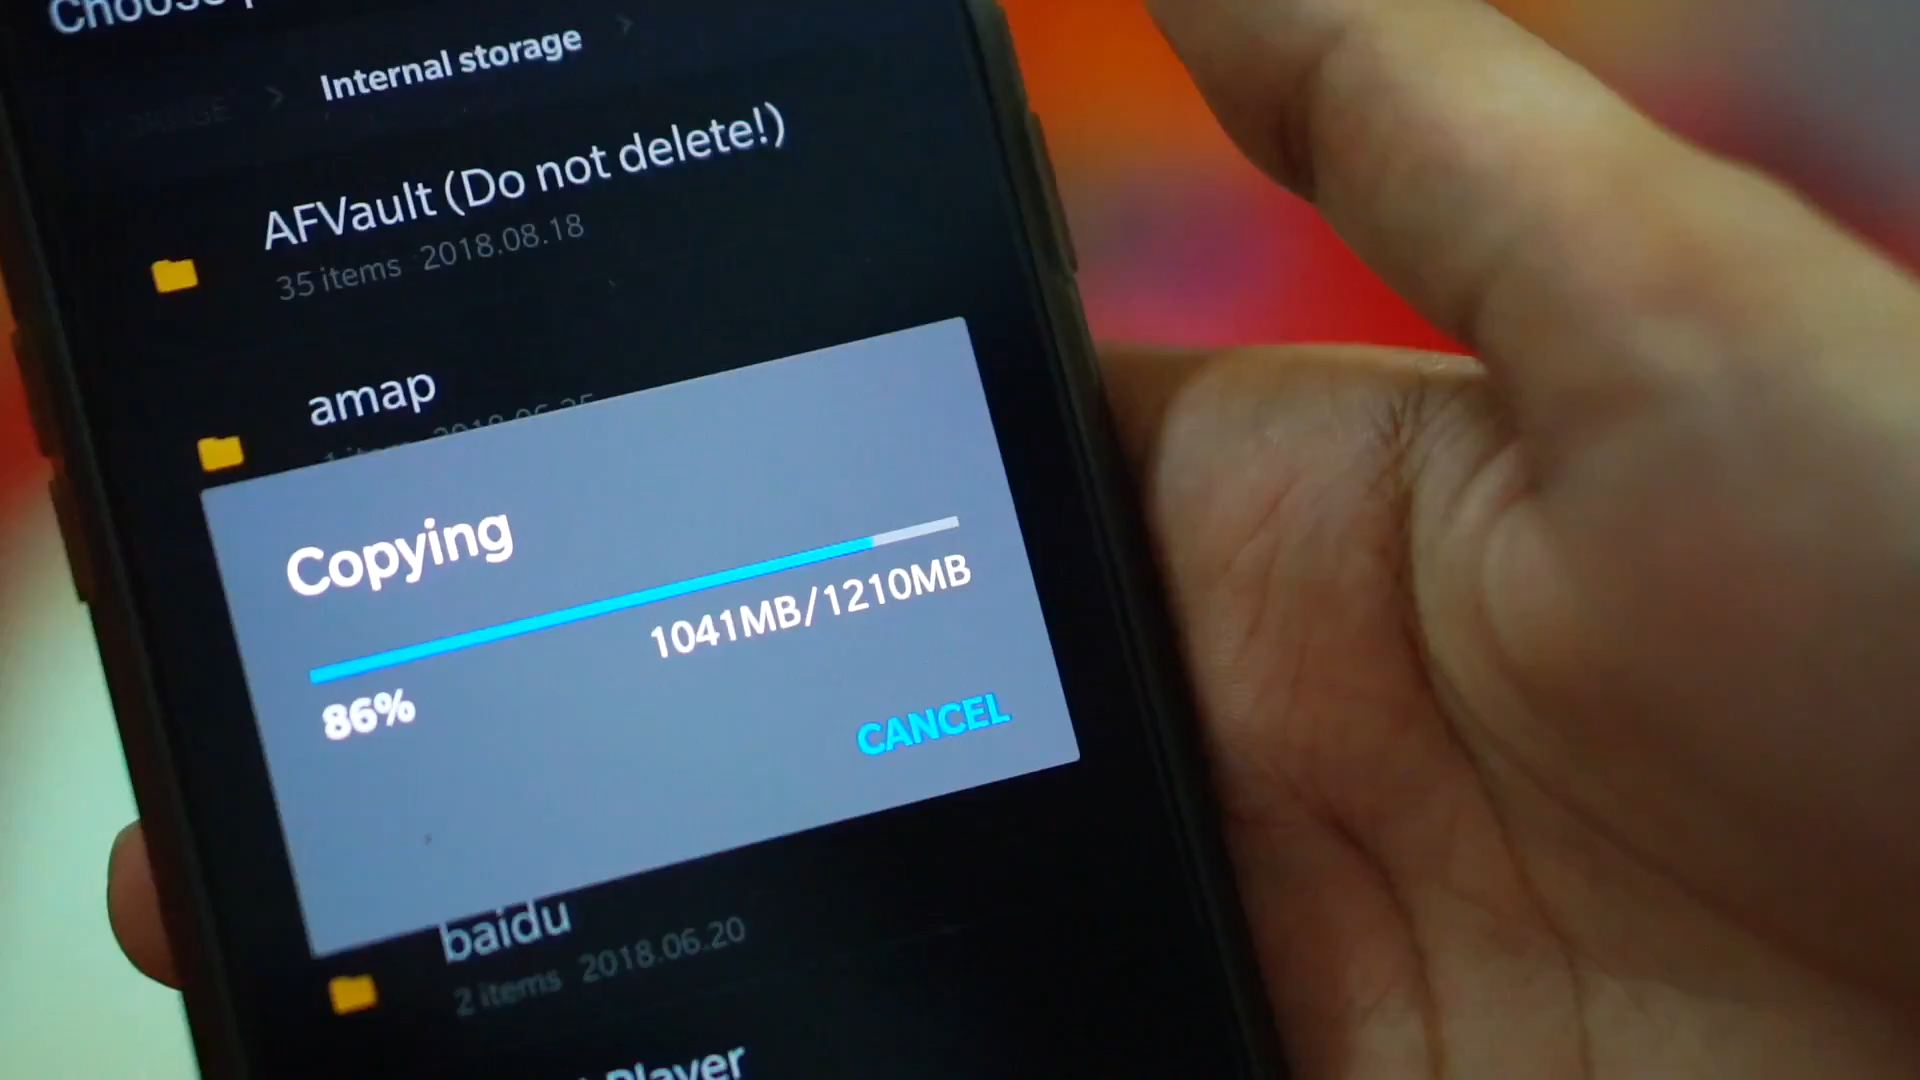 Internal storage
AFVault (Do not delete!)
35 items 2018.08.18
amap
Copying
1041MB/1210MB
86%
CANCEL
baidu
2 items 2018.06.20
Player